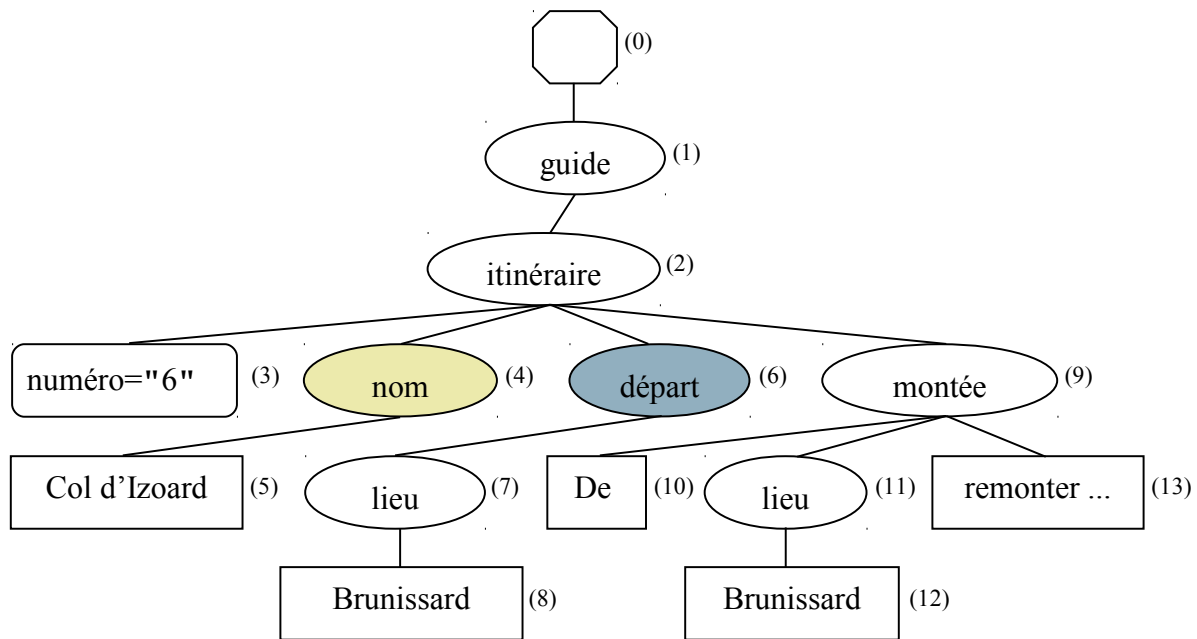 (0)
guide (1)
itinéraire (2)
numéro="6" (3) nom (4) départ (6) montée (9)
Col d’Izoard (5) lieu (7) De (10) lieu (11) remonter ... (13)
Brunissard (8) Brunissard (12)